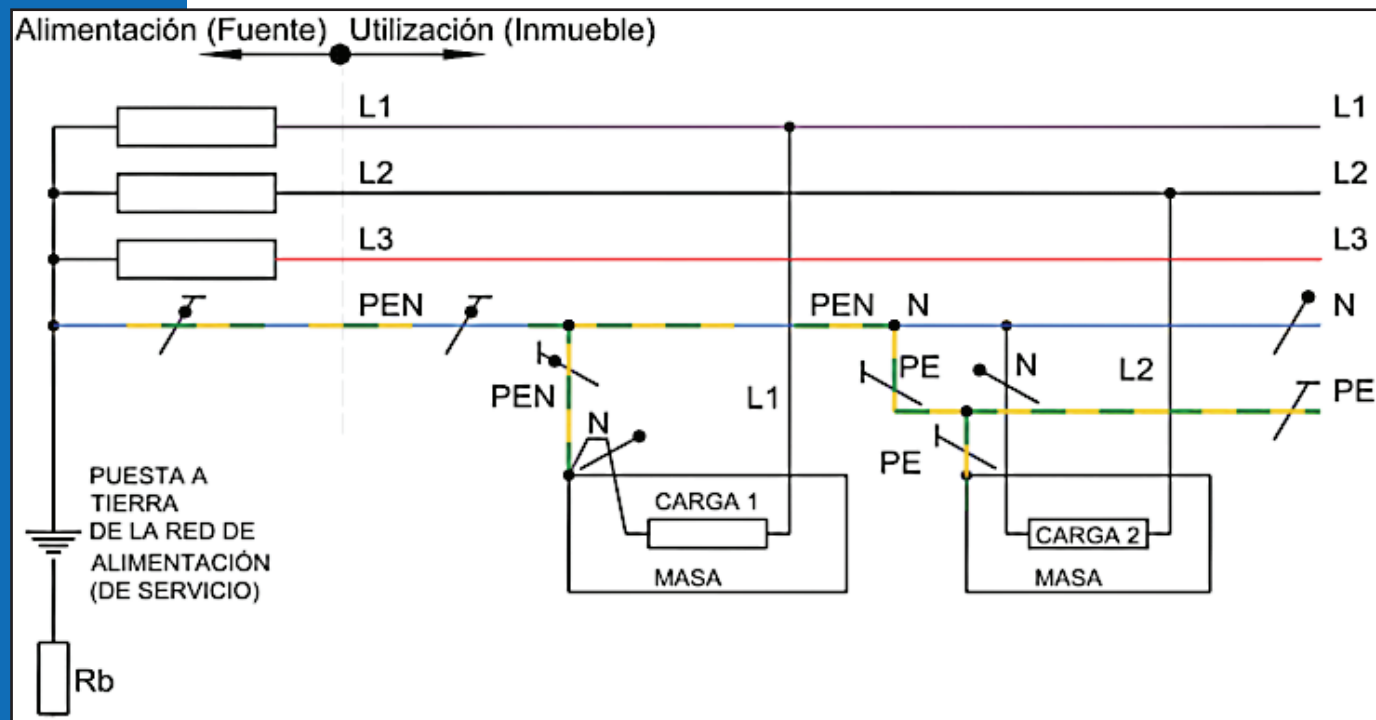 Alimentación (Fuente) Utilización (Inmueble)
L1 L1
L2 L2
L3 L3
PEN PEN N N
PE N L2 PE
PEN L1
N
PE
PUESTA A
TIERRA
DE LA RED DE
ALIMENTACIÓN
(DE SERVICIO)
CARGA 1
MASA
CARGA 2
MASA
Rb